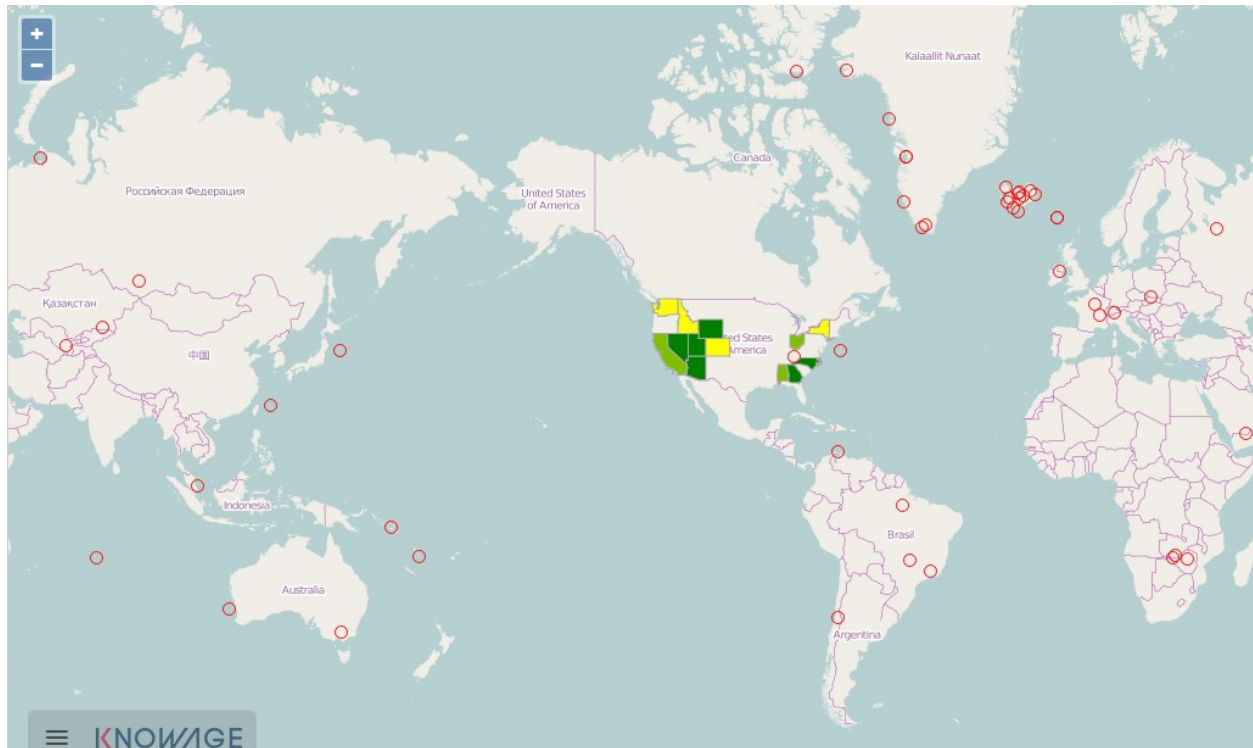 +
−
Kalaallit Nunaat
Canada
Российская Федерация
United States
of America
Қазақстан
中国
ed States
merica
Indonesia
Brasil
Australia
Argentina
KNOWAGE